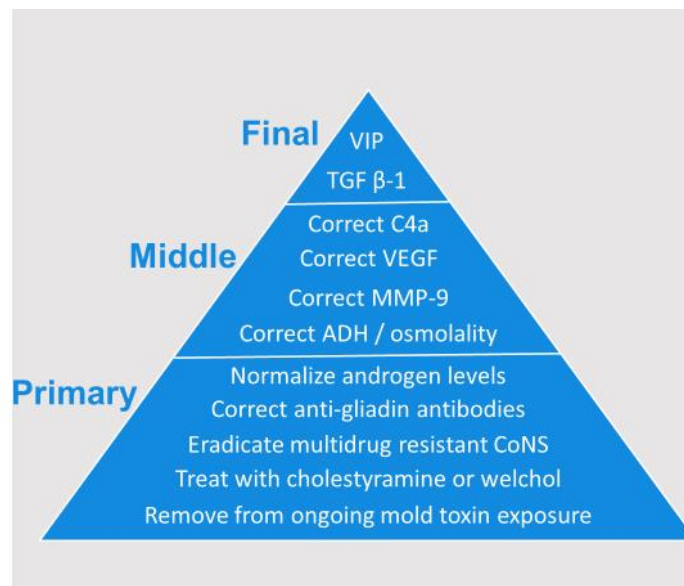 Final
VIP
TGF β-1
Middle
Correct C4a
Correct VEGF
Correct MMP-9
Correct ADH / osmolality
Primary
Normalize androgen levels
Correct anti-gliadin antibodies
Eradicate multidrug resistant CoNS
Treat with cholestyramine or welchol
Remove from ongoing mold toxin exposure